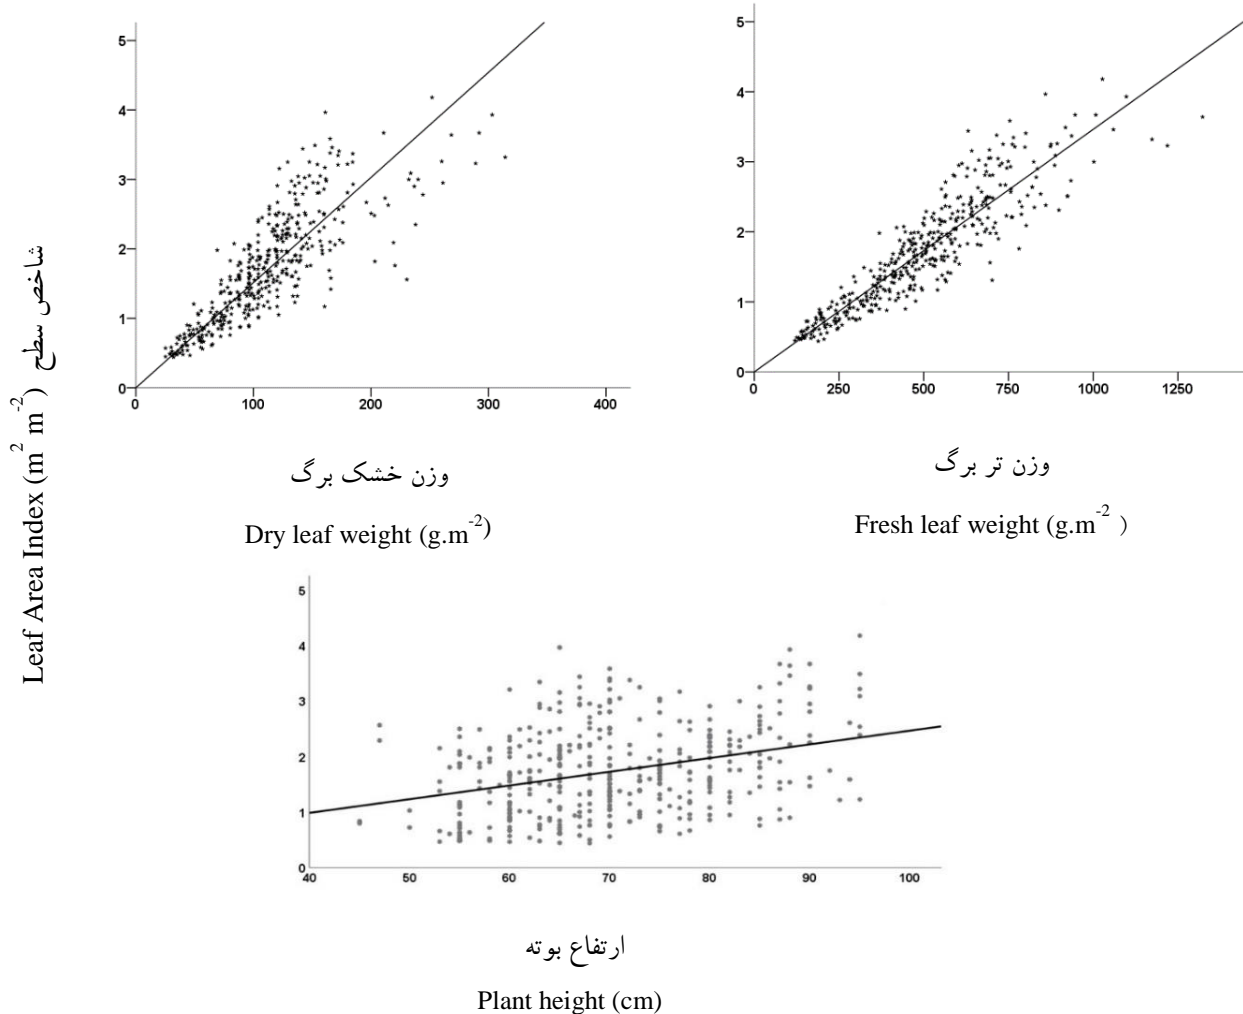 شاخص سطح
Leaf Area Index (m² m⁻²)
5
4
3
2
1
0
0 100 200 300 400
وزن خشک برگ
Dry leaf weight (g.m⁻²)
5
4
3
2
1
0
0 250 500 750 1000 1250
وزن تر برگ
Fresh leaf weight (g.m⁻² )
5
4
3
2
1
0
40 50 60 70 80 90 100
ارتفاع بوته
Plant height (cm)